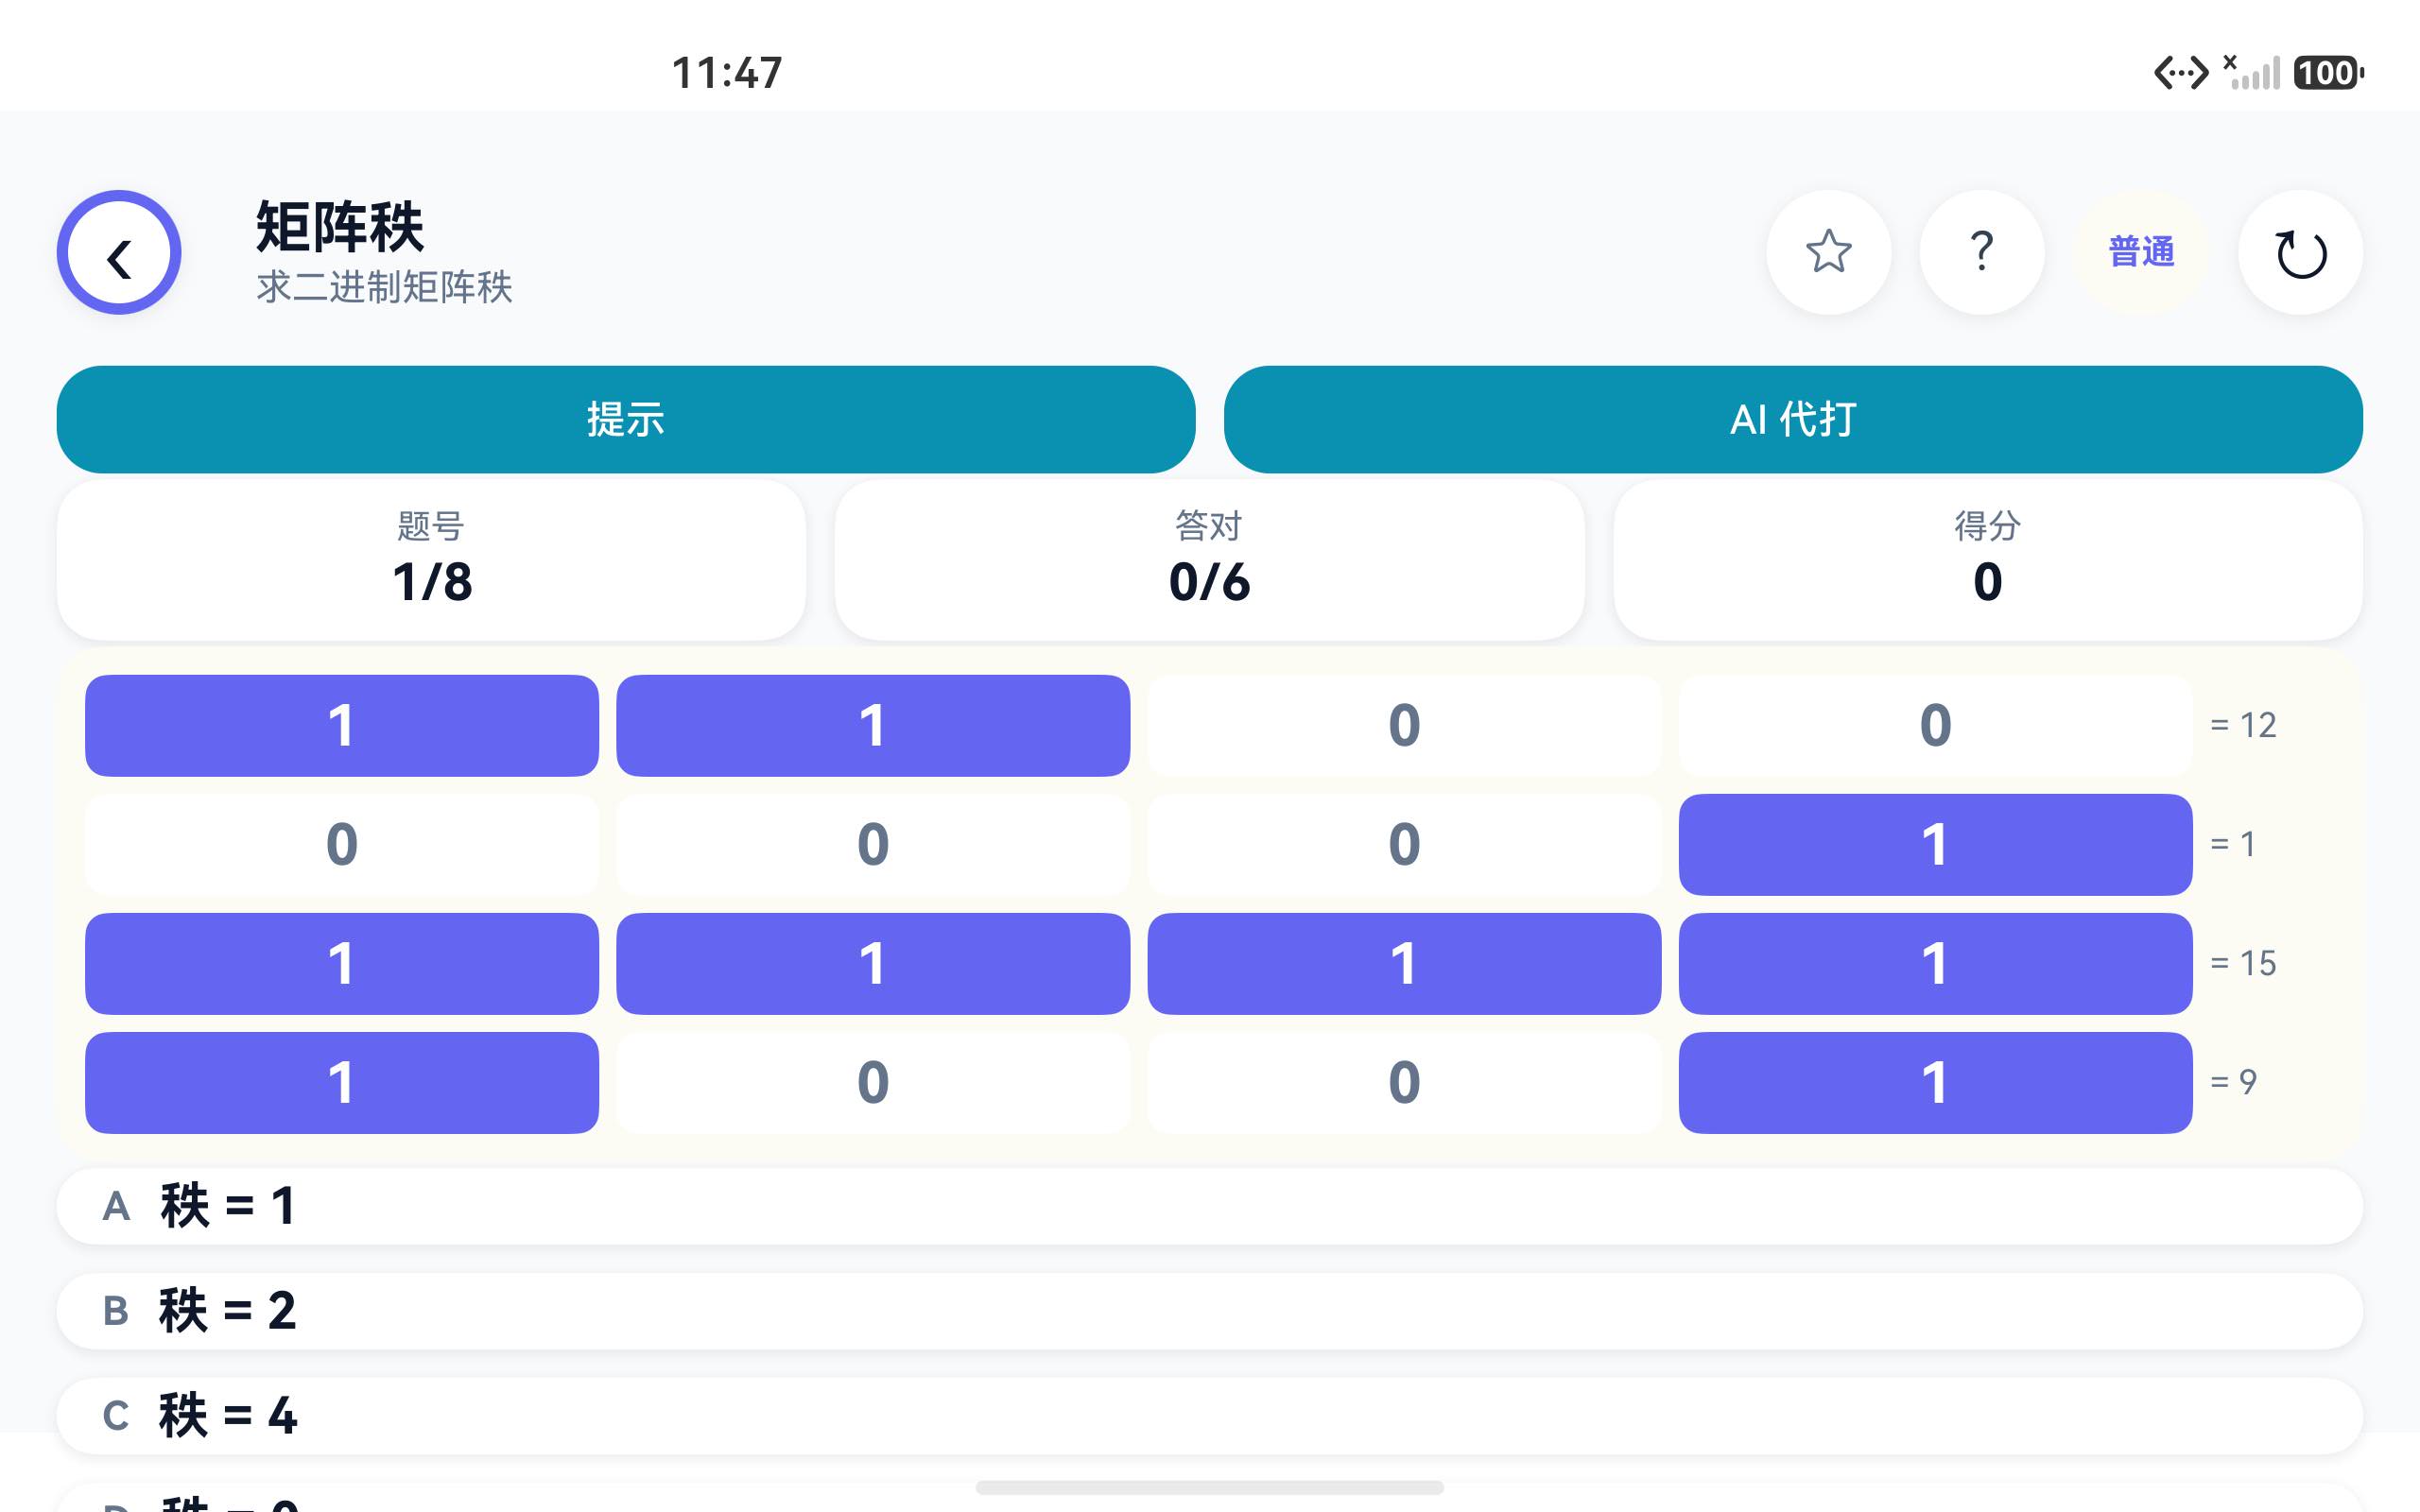 11:47
100
矩阵秩
求二进制矩阵秩
?
普通
提示
AI 代打
题号
1/8
答对
0/6
得分
0
1 1 0 0 = 12
0 0 0 1 = 1
1 1 1 1 = 15
1 0 0 1 = 9
A 秩 = 1
B 秩 = 2
C 秩 = 4